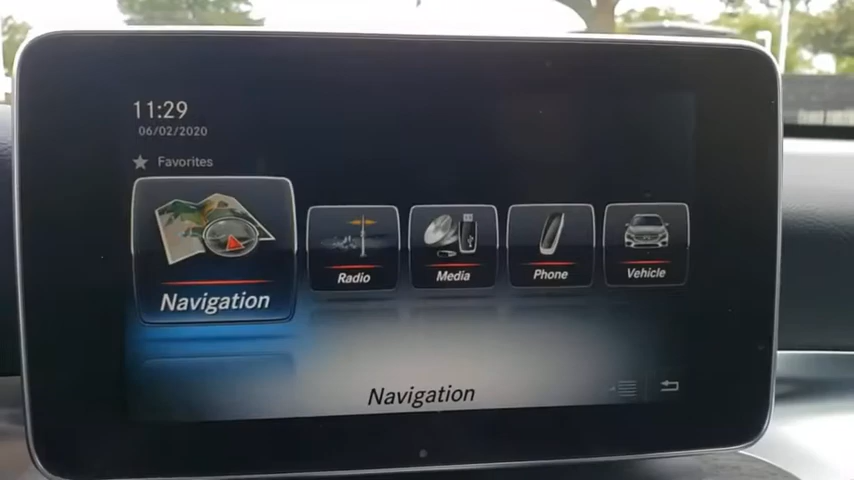 11:29
06/02/2020
Favorites
Navigation
Radio
Media
Phone
Vehicle
Navigation